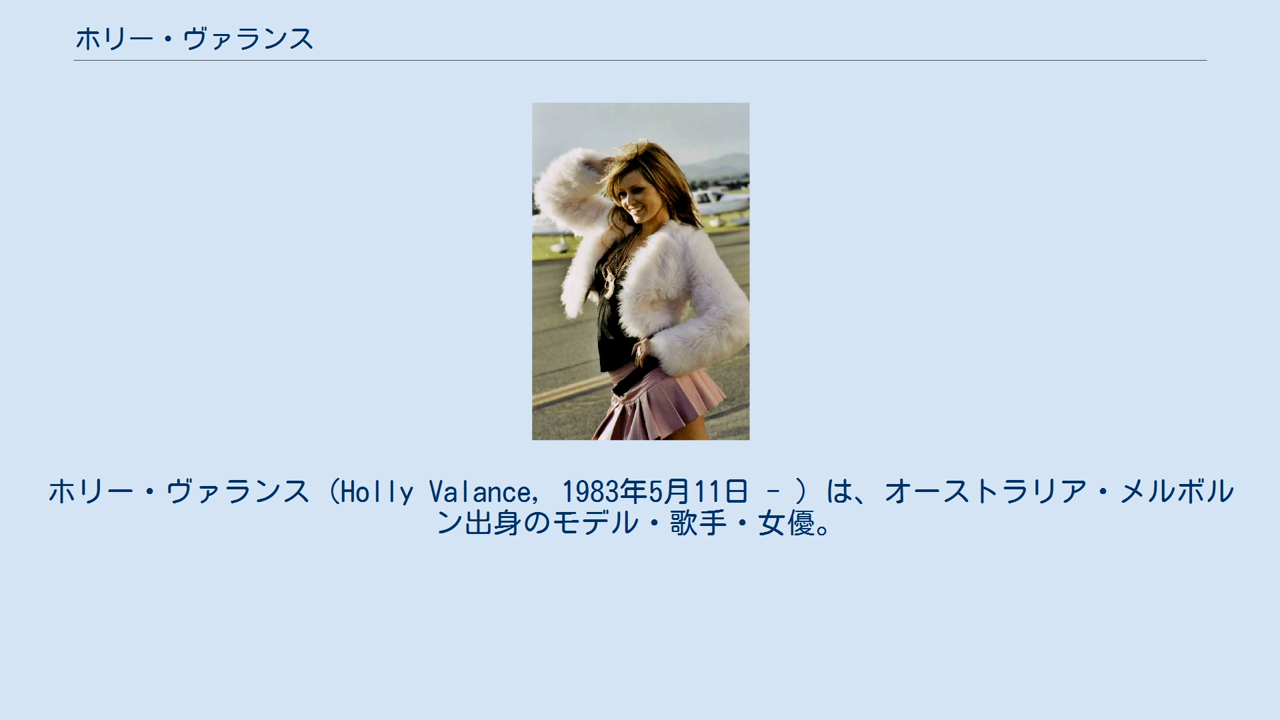 ホリー・ヴァランス
ホリー・ヴァランス（Holly Valance, 1983年5月11日 - ）は、オーストラリア・メルボル
ン出身のモデル・歌手・女優。